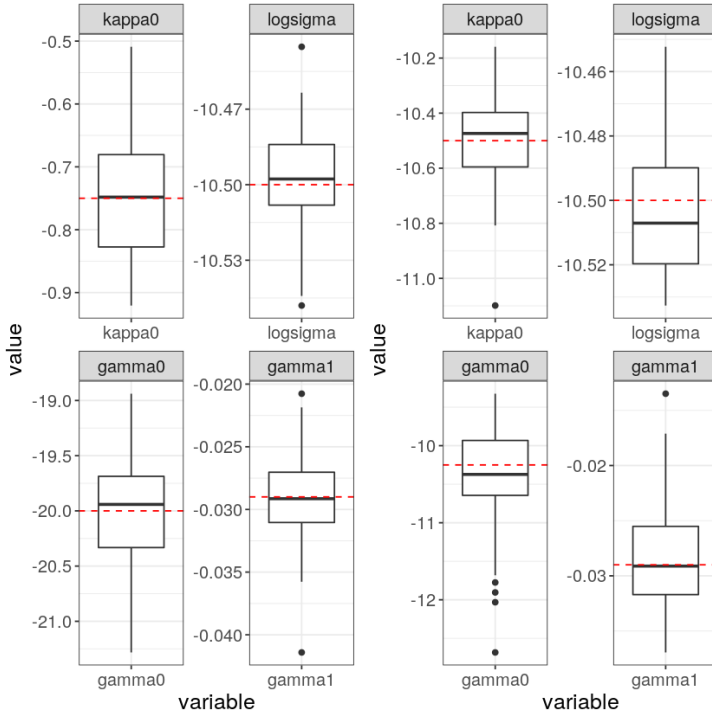 kappa0
logsigma
kappa0
logsigma
-0.5
-0.6
-0.7
-0.8
-0.9
-10.47
-10.50
-10.53
-10.2
-10.4
-10.6
-10.8
-11.0
-10.46
-10.48
-10.50
-10.52
kappa0
logsigma
kappa0
logsigma
value
value
gamma0
gamma1
gamma0
gamma1
-19.0
-19.5
-20.0
-20.5
-21.0
-0.020
-0.025
-0.030
-0.035
-0.040
-10
-11
-12
-0.02
-0.03
gamma0
gamma1
gamma0
gamma1
variable
variable